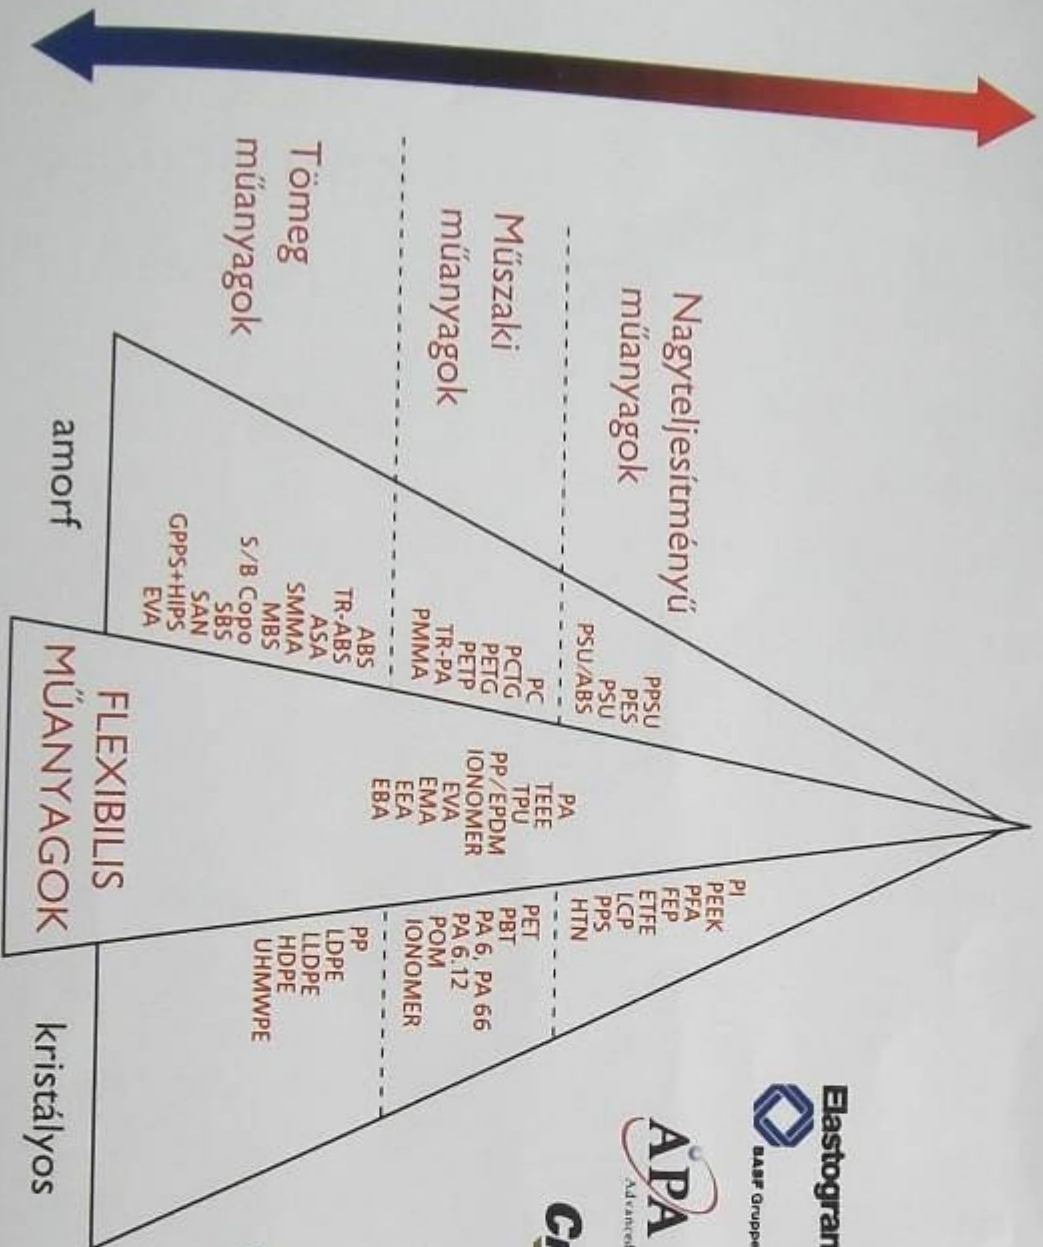 Nagyteljesítményű
műanyagok
Műszaki
műanyagok
Tömeg
műanyagok
PPSU
PES
PSU
PSU/ABS
PC
PCTG
PETG
PETP
TR-PA
PMMA
ABS
TR-ABS
ASA
SMMA
MBS
S/B Copo
SBS
SAN
GPPS+HIPS
EVA
amorf
PA
TEEE
TPU
PP/EPDM
IONOMER
EVA
EMA
EEA
EBA
FLEXIBILIS
MŰANYAGOK
PI
PEEK
PFA
FEP
ETFE
LCP
PPS
HTN
PET
PBT
PA 6, PA 66
PA 6.12
POM
IONOMER
PP
LDPE
LLDPE
HDPE
UHMWPE
kristályos
Elastogran
BASF Gruppe
APA
Advanced